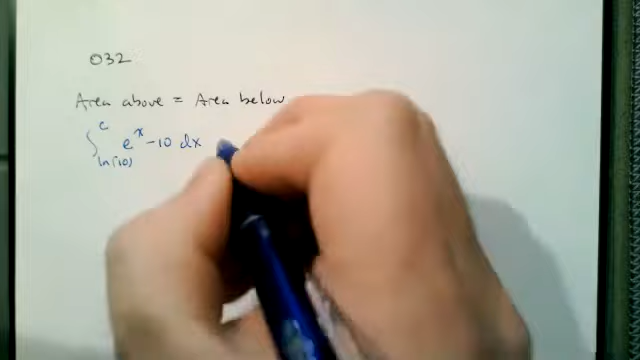 032
Area above = Area below
∫_{ln(10)}^{c} e^x - 10 dx